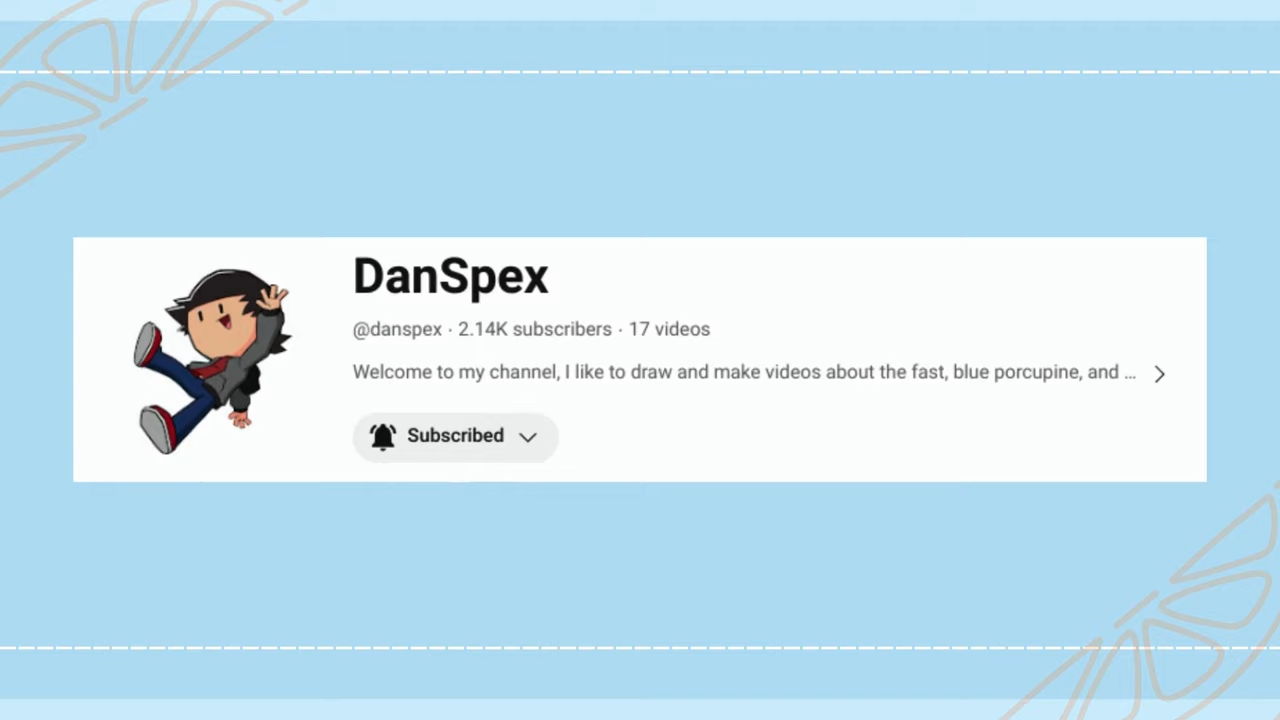 DanSpex
@danspex · 2.14K subscribers · 17 videos
Welcome to my channel, I like to draw and make videos about the fast, blue porcupine, and ...
Subscribed